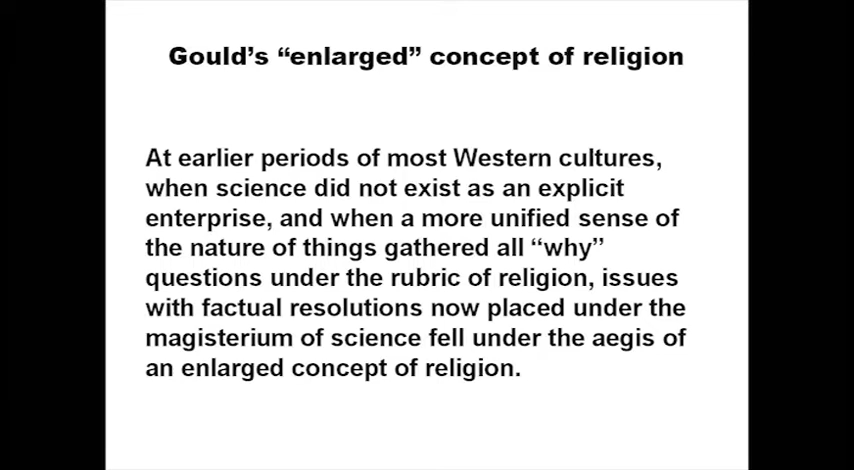 Gould’s “enlarged” concept of religion
At earlier periods of most Western cultures,
when science did not exist as an explicit
enterprise, and when a more unified sense of
the nature of things gathered all “why”
questions under the rubric of religion, issues
with factual resolutions now placed under the
magisterium of science fell under the aegis of
an enlarged concept of religion.